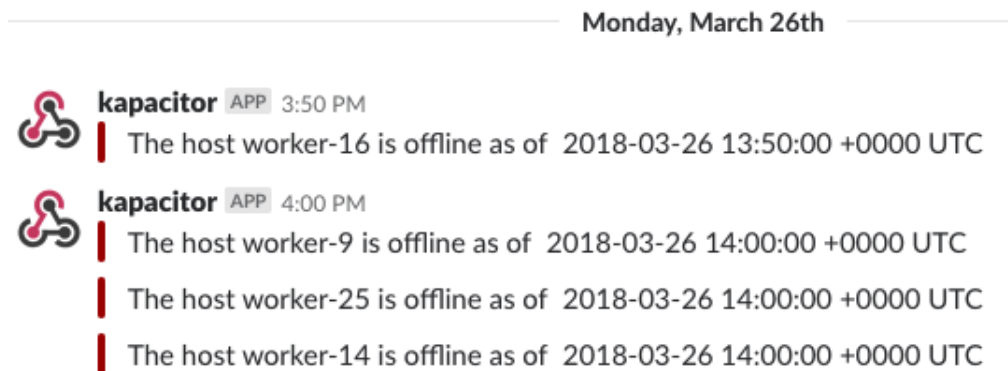 Monday, March 26th
kapacitor APP 3:50 PM
The host worker-16 is offline as of 2018-03-26 13:50:00 +0000 UTC
kapacitor APP 4:00 PM
The host worker-9 is offline as of 2018-03-26 14:00:00 +0000 UTC
The host worker-25 is offline as of 2018-03-26 14:00:00 +0000 UTC
The host worker-14 is offline as of 2018-03-26 14:00:00 +0000 UTC